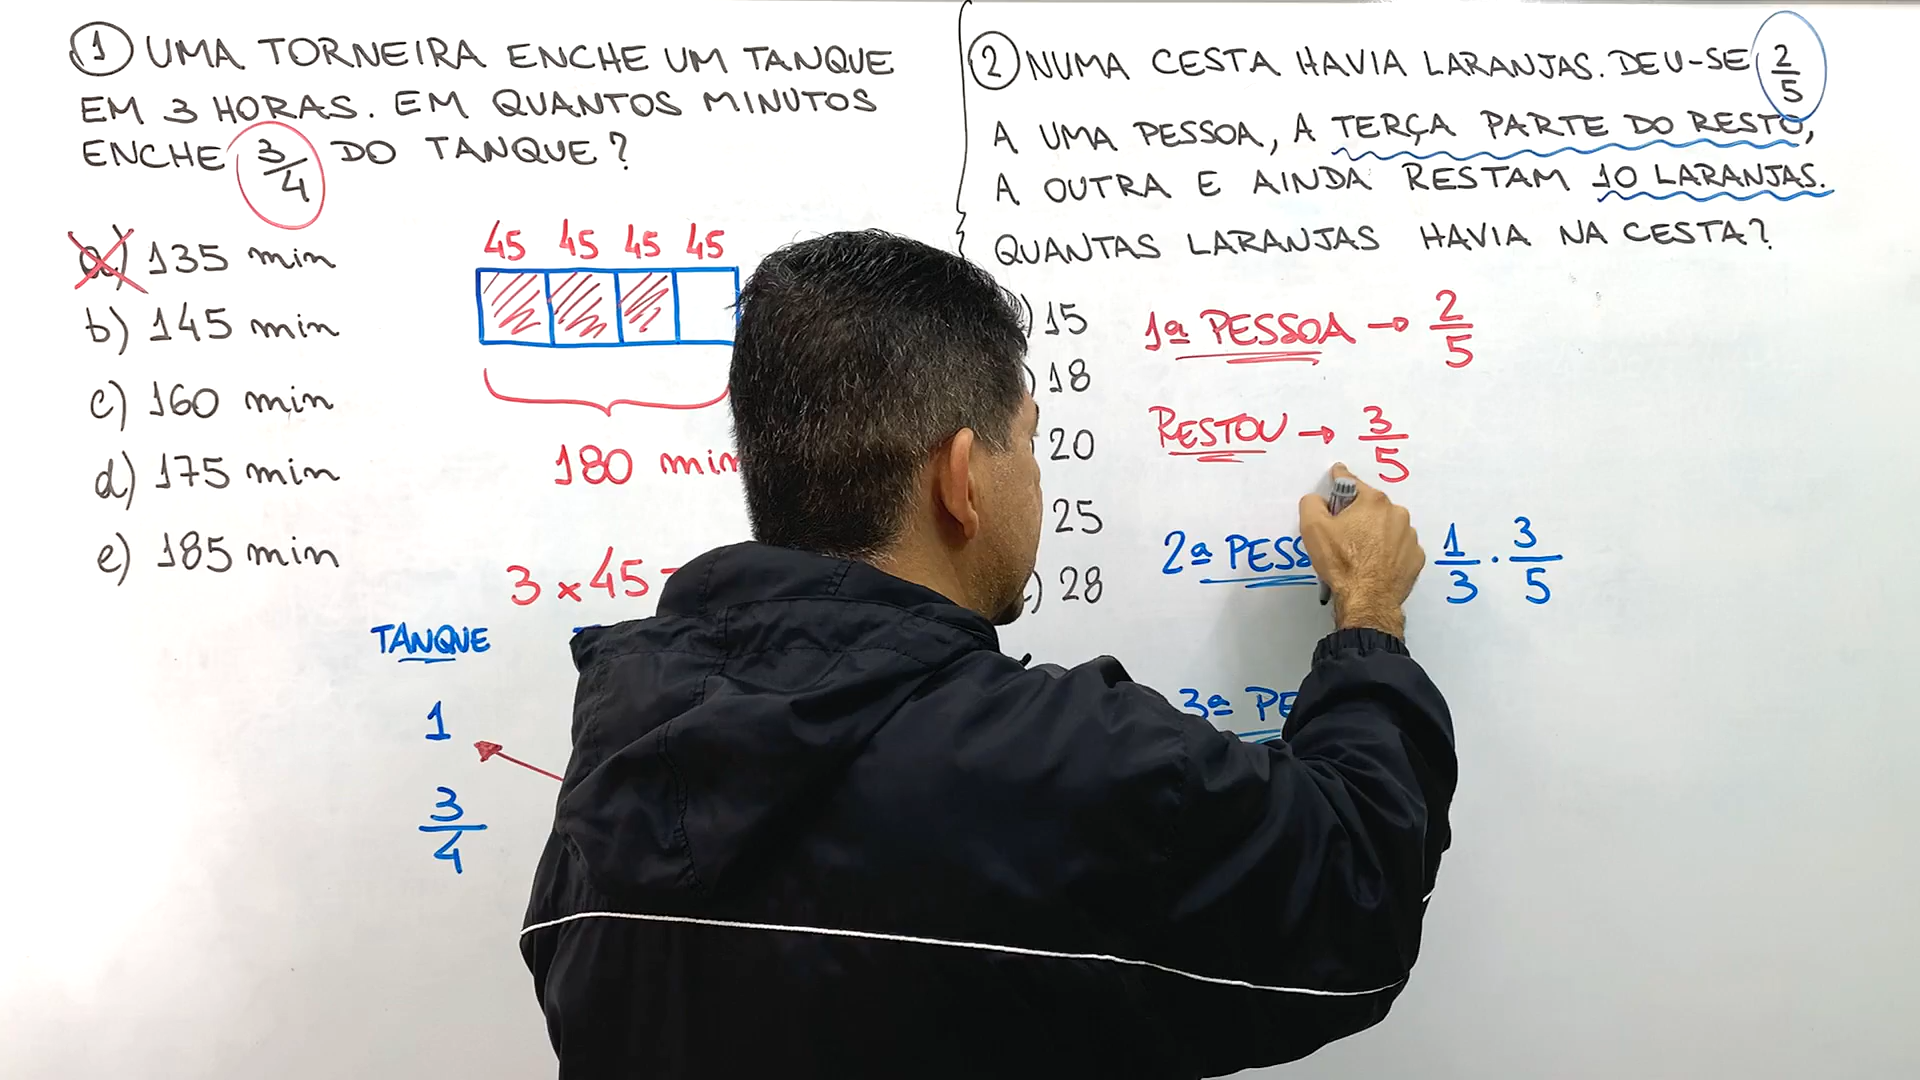 1 UMA TORNEIRA ENCHE UM TANQUE
EM 3 HORAS. EM QUANTOS MINUTOS
ENCHE 3/4 DO TANQUE?
a) 135 min
b) 145 min
c) 160 min
d) 175 min
e) 185 min
45 45 45 45
180 min
3 x 45
TANQUE
1
3/4
2 NUMA CESTA HAVIA LARANJAS. DEU-SE 2/5
A UMA PESSOA, A TERÇA PARTE DO RESTO,
A OUTRA E AINDA RESTAM 10 LARANJAS.
QUANTAS LARANJAS HAVIA NA CESTA?
) 15
) 18
20
25
) 28
1ª PESSOA → 2/5
RESTOU → 3/5
2ª PESS 1/3 · 3/5
3ª PE